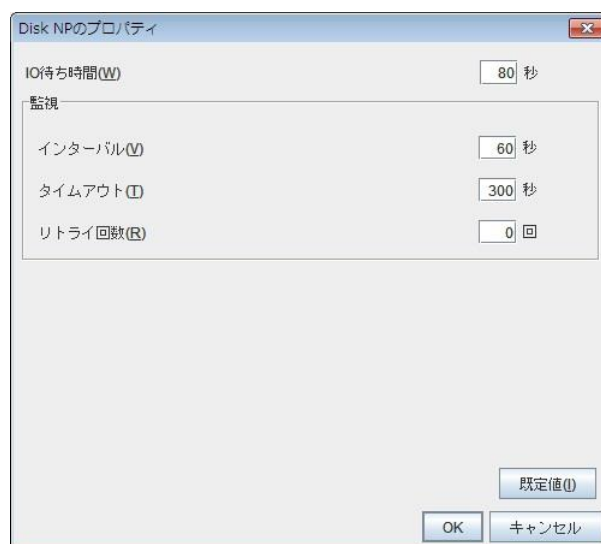 Disk NPのプロパティ
IO待ち時間(W) 80 秒
監視
インターバル(V) 60 秒
タイムアウト(T) 300 秒
リトライ回数(R) 0 回
既定値(I)
OK キャンセル